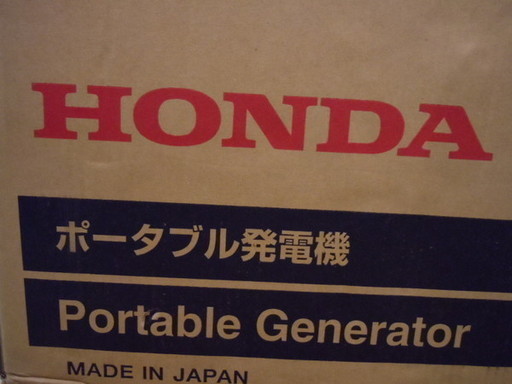 HONDA
ポータブル発電機
Portable Generator
MADE IN JAPAN